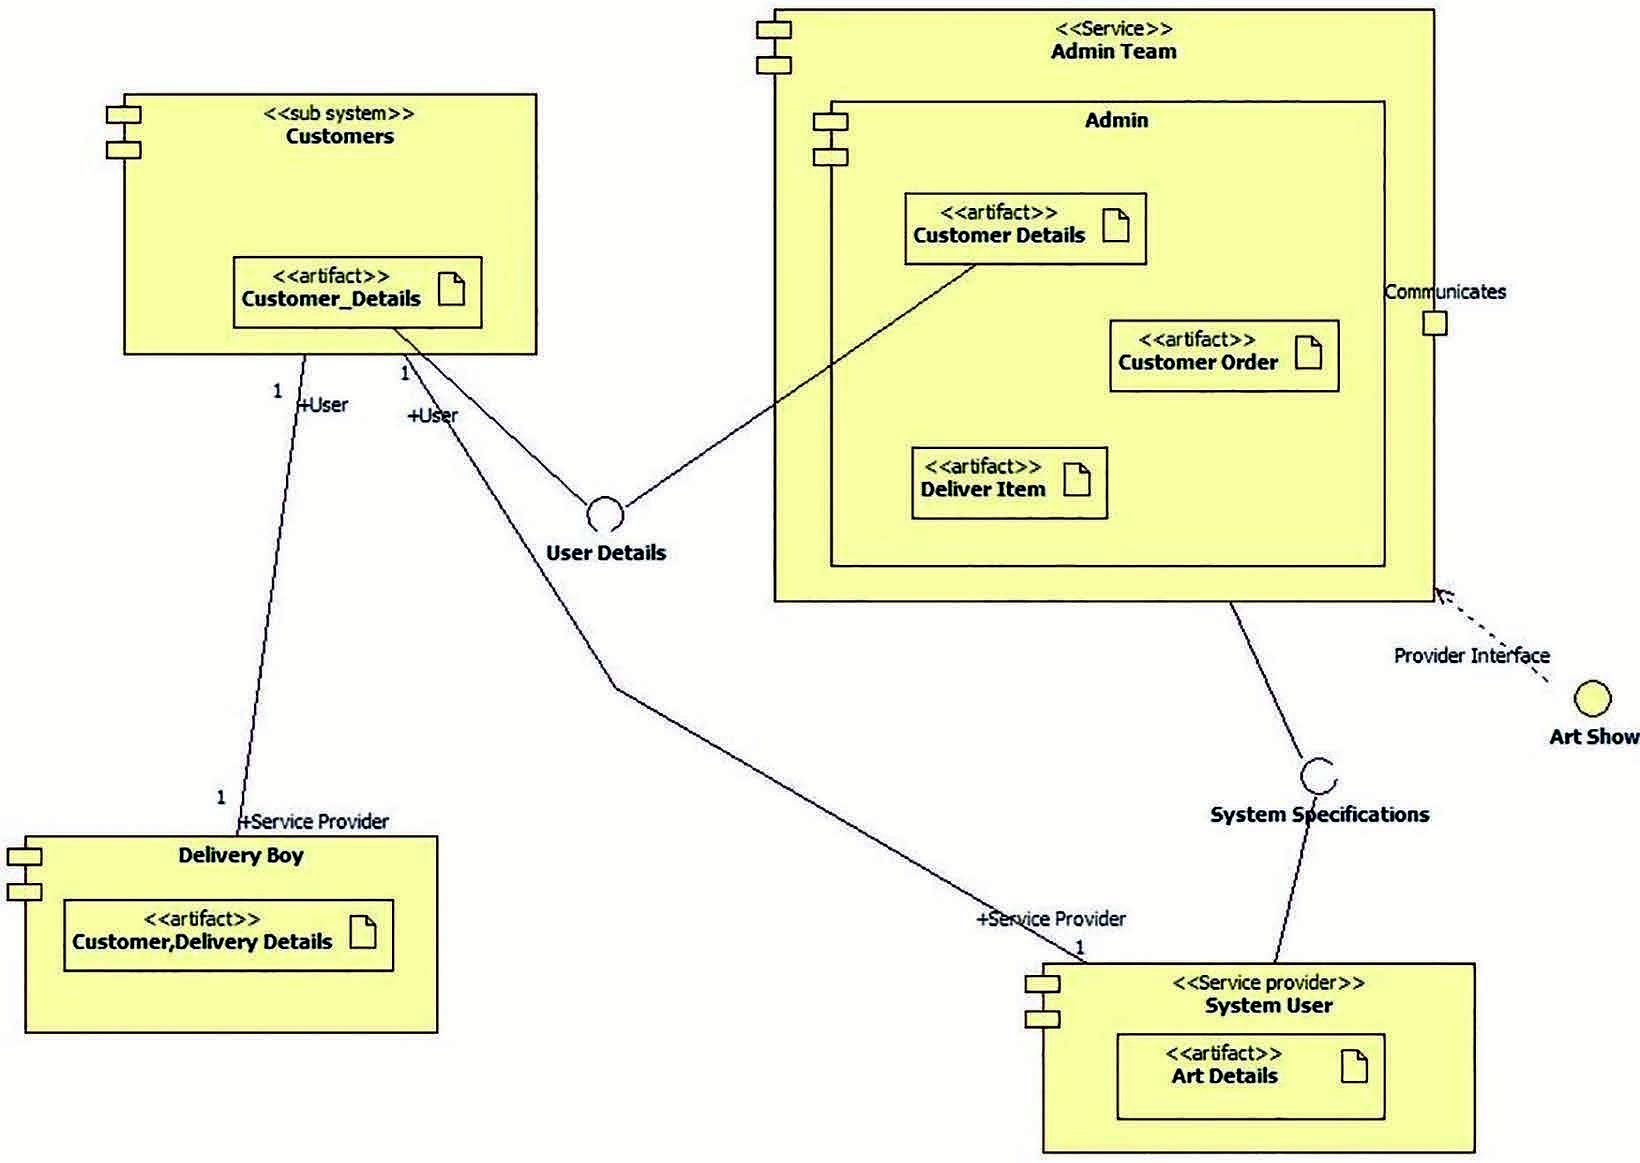 <<Service>>
Admin Team
<<sub system>>
Customers
Admin
<<artifact>>
Customer Details
<<artifact>>
Customer_Details
Communicates
<<artifact>>
Customer Order
1
1
+User
+User
<<artifact>>
Deliver Item
User Details
Provider Interface
Art Show
1
+Service Provider
System Specifications
Delivery Boy
<<artifact>>
Customer,Delivery Details
+Service Provider
1
<<Service provider>>
System User
<<artifact>>
Art Details